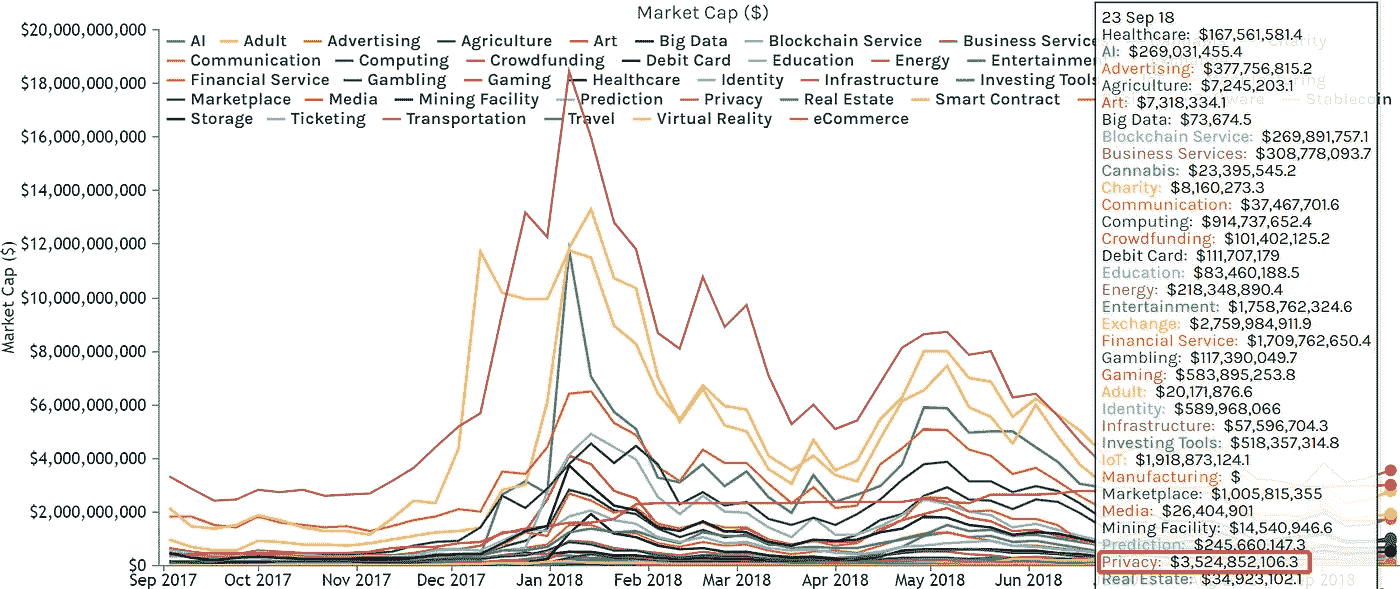 Market Cap ($)
$20,000,000,000
$18,000,000,000
$16,000,000,000
$14,000,000,000
$12,000,000,000
$10,000,000,000
$8,000,000,000
$6,000,000,000
$4,000,000,000
$2,000,000,000
$0
Market Cap ($)
AI Adult Advertising Agriculture Art Big Data Blockchain Service Business Service
Communication Computing Crowdfunding Debit Card Education Energy Entertainmen
Financial Service Gambling Gaming Healthcare Identity Infrastructure Investing Tools
Marketplace Media Mining Facility Prediction Privacy Real Estate Smart Contract
Storage Ticketing Transportation Travel Virtual Reality eCommerce
Charity
Stablecoin
Sep 2017 Oct 2017 Nov 2017 Dec 2017 Jan 2018 Feb 2018 Mar 2018 Apr 2018 May 2018 Jun 2018
23 Sep 18
Healthcare: $167,561,581.4
AI: $269,031,455.4
Advertising: $377,756,815.2
Agriculture: $7,245,203.1
Art: $7,318,334.1
Big Data: $73,674.5
Blockchain Service: $269,891,757.1
Business Services: $308,778,093.7
Cannabis: $23,395,545.2
Charity: $8,160,273.3
Communication: $37,467,701.6
Computing: $914,737,652.4
Crowdfunding: $101,402,125.2
Debit Card: $111,707,179
Education: $83,460,188.5
Energy: $218,348,890.4
Entertainment: $1,758,762,324.6
Exchange: $2,759,984,911.9
Financial Service: $1,709,762,650.4
Gambling: $117,390,049.7
Gaming: $583,895,253.8
Adult: $20,171,876.6
Identity: $589,968,066
Infrastructure: $57,596,704.3
Investing Tools: $518,357,314.8
IoT: $1,918,873,124.1
Manufacturing: $
Marketplace: $1,005,815,355
Media: $26,404,901
Mining Facility: $14,540,946.6
Prediction: $245,660,147.3
Privacy: $3,524,852,106.3
Real Estate: $34,923,102.1